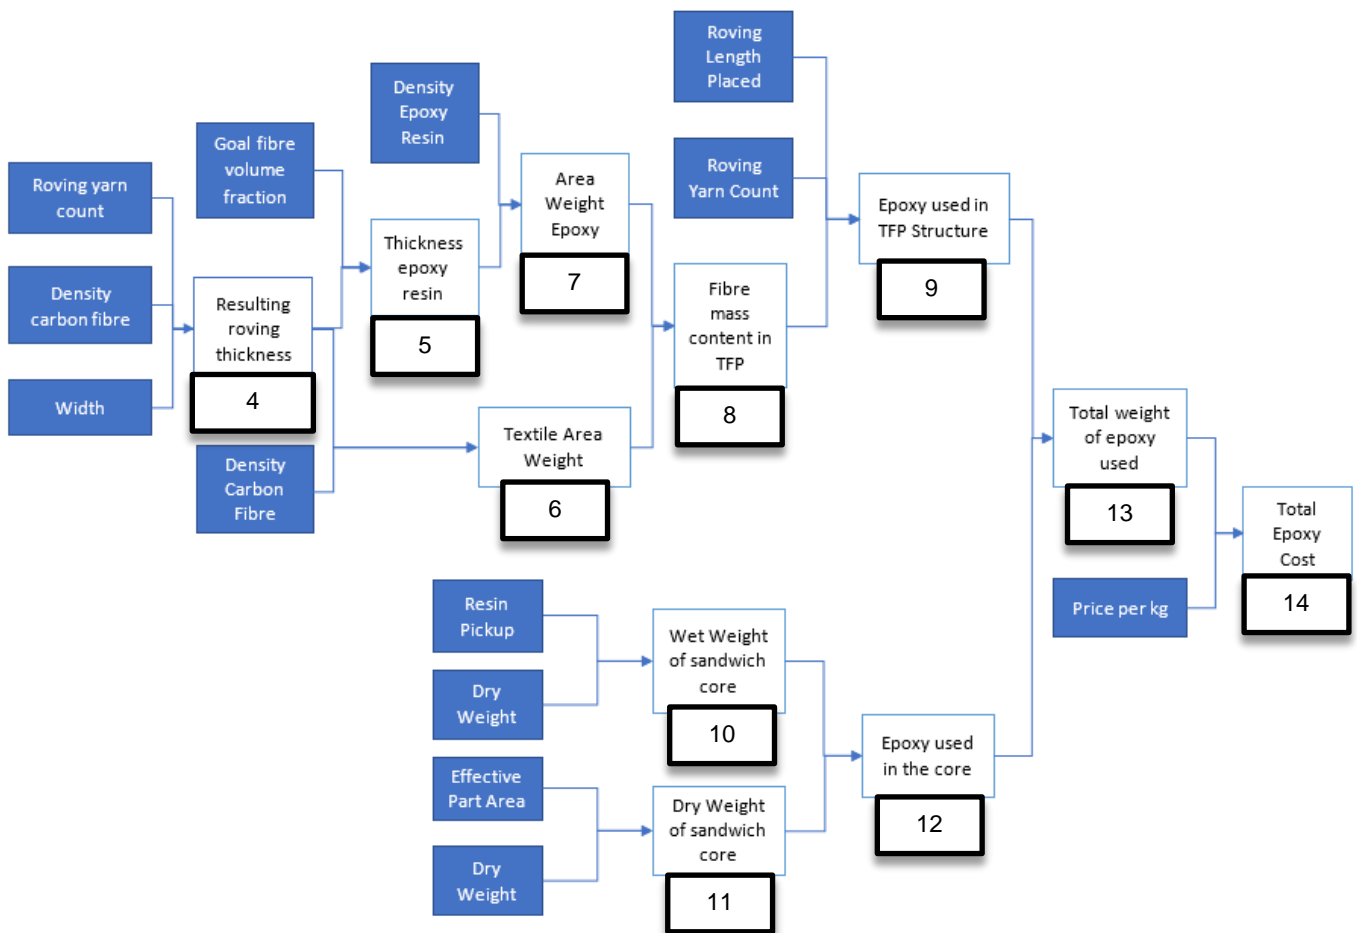 Roving yarn
count
Density
carbon fibre
Width
Goal fibre
volume
fraction
Resulting
roving
thickness
4
Density
Carbon
Fibre
Density
Epoxy
Resin
Thickness
epoxy
resin
5
Area
Weight
Epoxy
7
Textile Area
Weight
6
Roving
Length
Placed
Roving
Yarn Count
Fibre
mass
content in
TFP
8
Epoxy used in
TFP Structure
9
Resin
Pickup
Dry
Weight
Effective
Part Area
Dry
Weight
Wet Weight
of sandwich
core
10
Dry Weight
of sandwich
core
11
Epoxy used
in the core
12
Total weight
of epoxy
used
13
Price per kg
Total
Epoxy
Cost
14